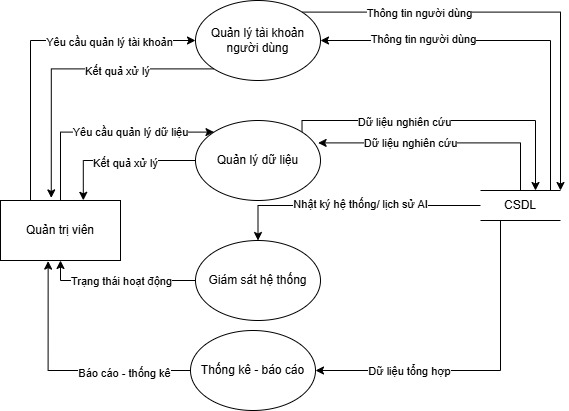 Quản lý tài khoản
người dùng
Thông tin người dùng
Yêu cầu quản lý tài khoản
Thông tin người dùng
Kết quả xử lý
Dữ liệu nghiên cứu
Yêu cầu quản lý dữ liệu
Dữ liệu nghiên cứu
Quản lý dữ liệu
Kết quả xử lý
Nhật ký hệ thống/ lịch sử AI
CSDL
Quản trị viên
Trạng thái hoạt động
Giám sát hệ thống
Báo cáo - thống kê
Thống kê - báo cáo
Dữ liệu tổng hợp